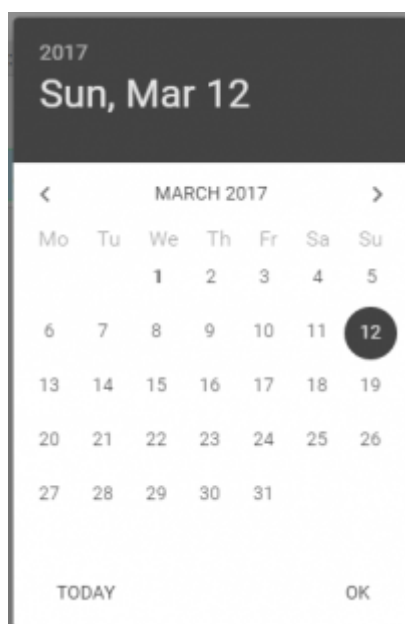 2017
Sun, Mar 12
MARCH 2017
Mo Tu We Th Fr Sa Su
1 2 3 4 5
6 7 8 9 10 11 12
13 14 15 16 17 18 19
20 21 22 23 24 25 26
27 28 29 30 31
TODAY OK